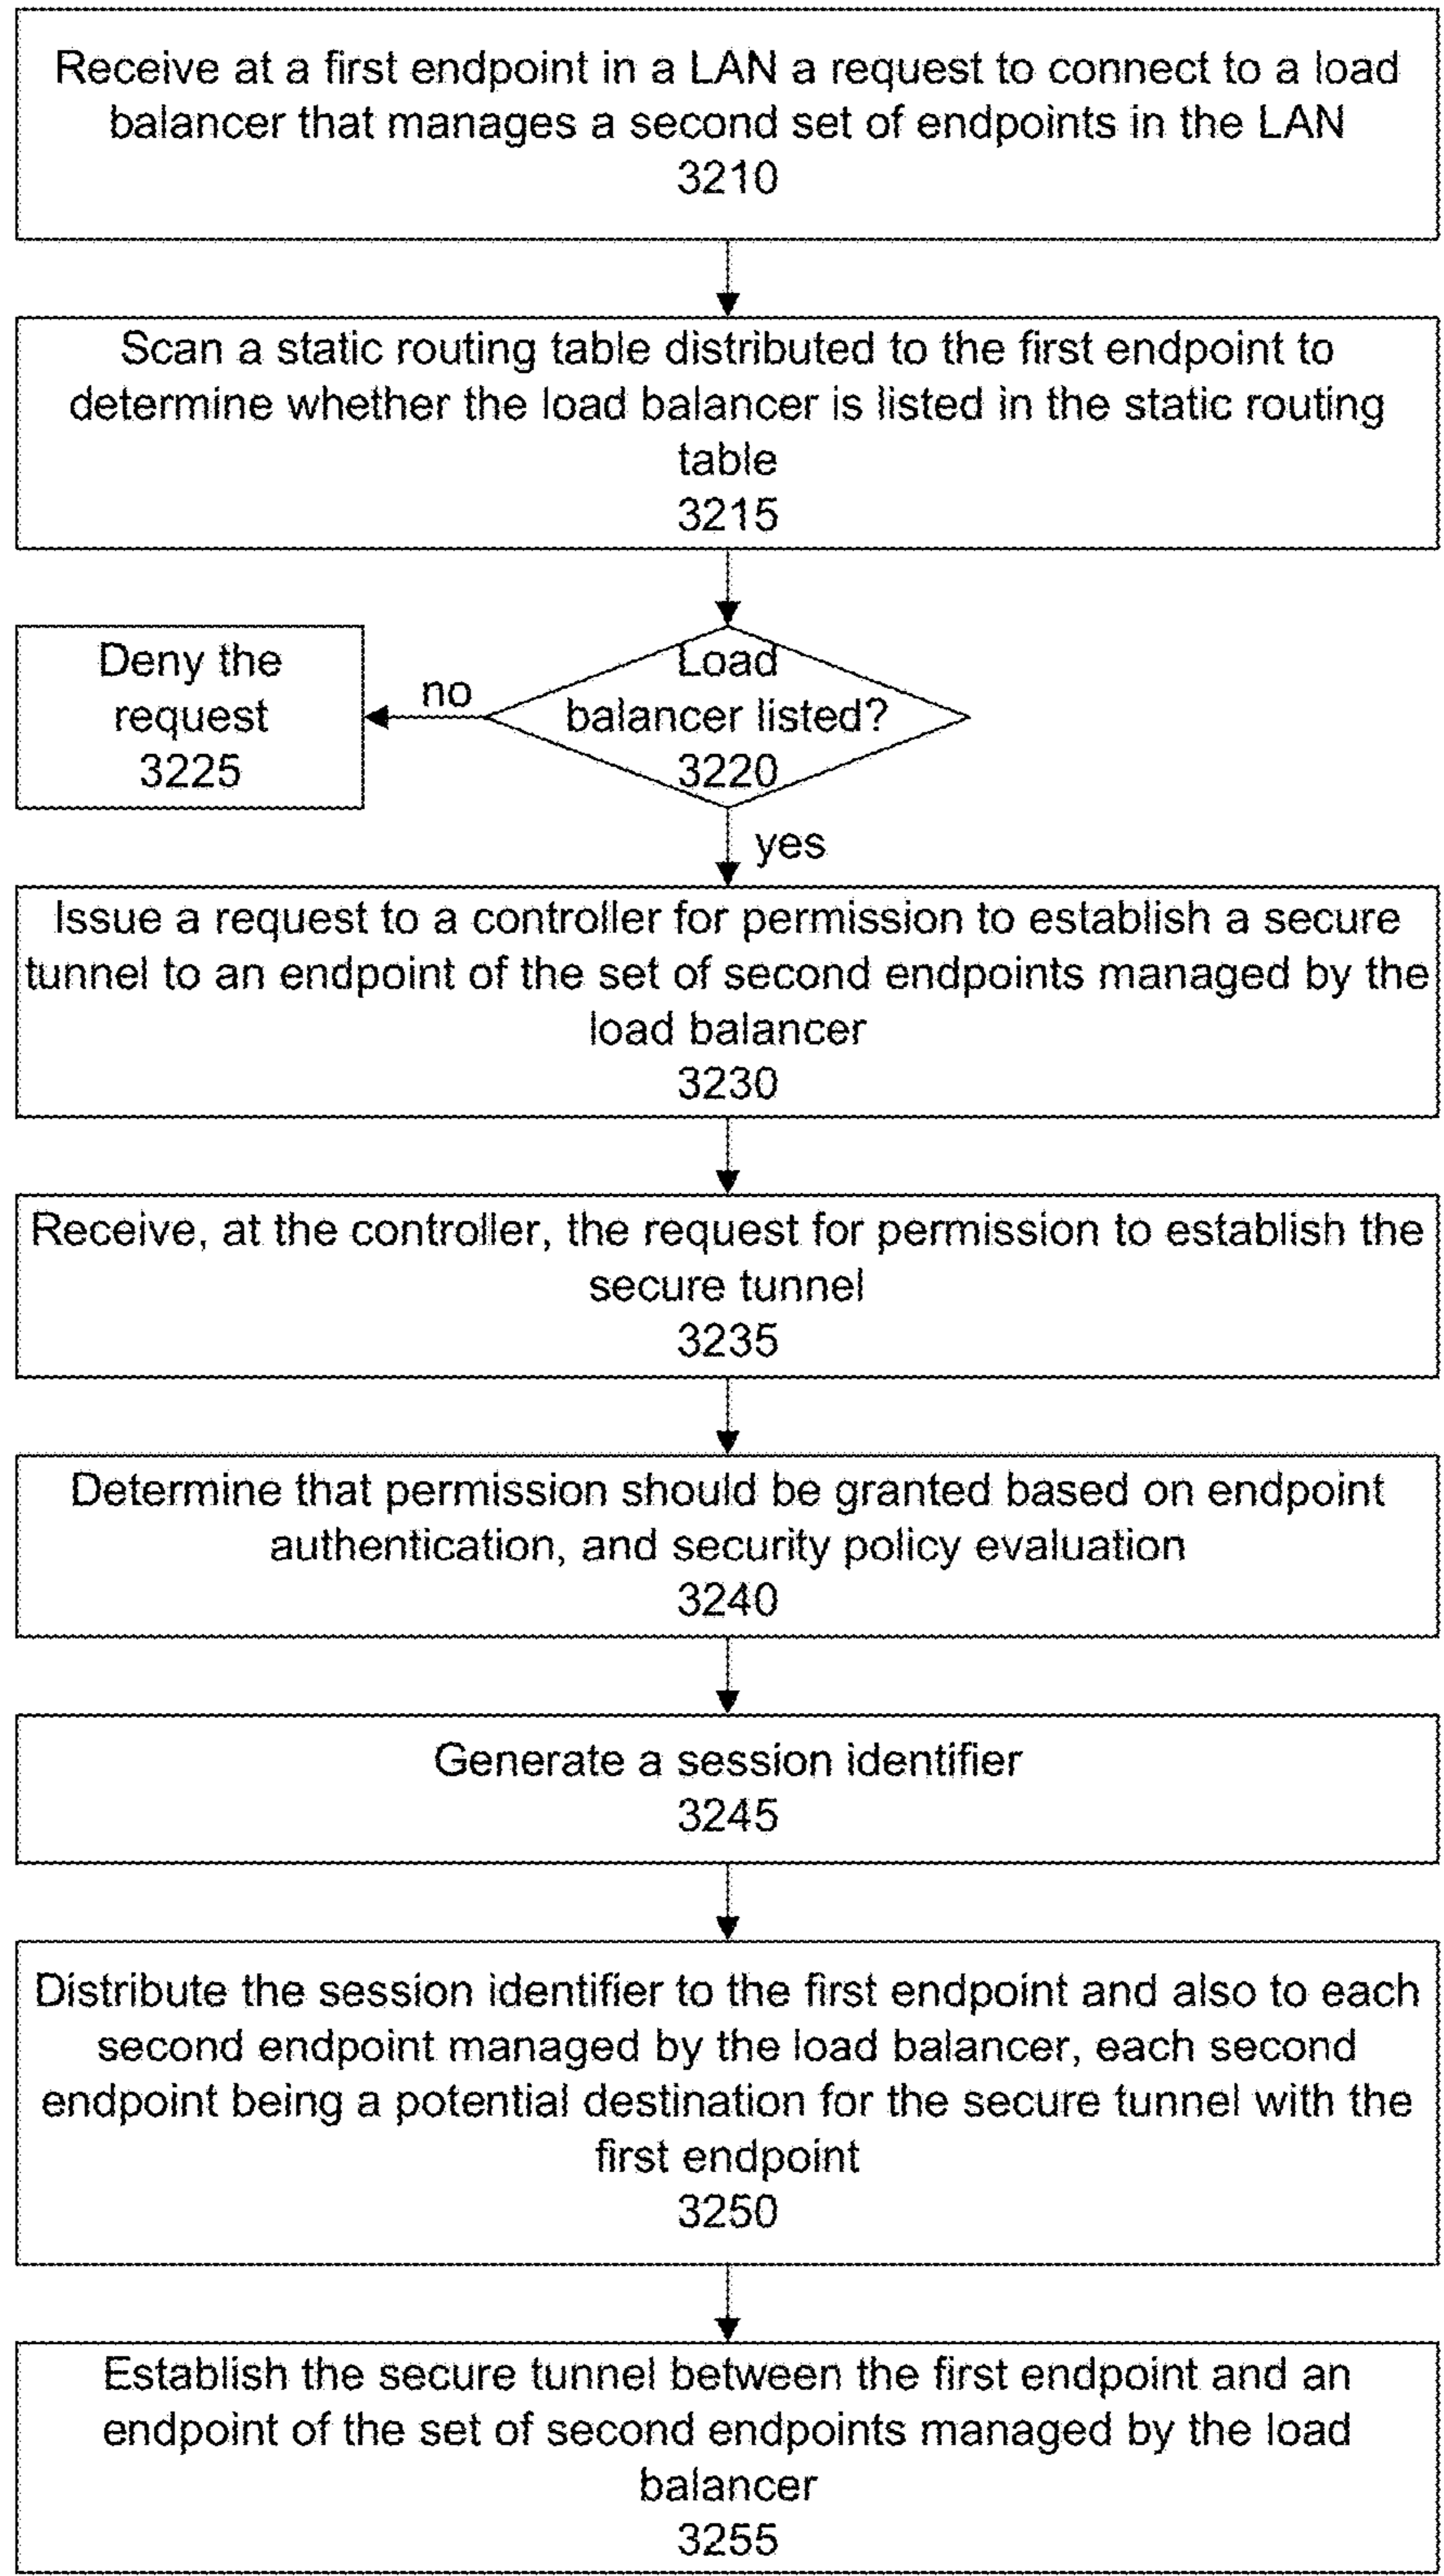 Receive at a first endpoint in a LAN a request to connect to a load
balancer that manages a second set of endpoints in the LAN
3210
Scan a static routing table distributed to the first endpoint to
determine whether the load balancer is listed in the static routing
table
3215
Deny the
request
3225
no
Load
balancer listed?
3220
yes
Issue a request to a controller for permission to establish a secure
tunnel to an endpoint of the set of second endpoints managed by the
load balancer
3230
Receive, at the controller, the request for permission to establish the
secure tunnel
3235
Determine that permission should be granted based on endpoint
authentication, and security policy evaluation
3240
Generate a session identifier
3245
Distribute the session identifier to the first endpoint and also to each
second endpoint managed by the load balancer, each second
endpoint being a potential destination for the secure tunnel with the
first endpoint
3250
Establish the secure tunnel between the first endpoint and an
endpoint of the set of second endpoints managed by the load
balancer
3255